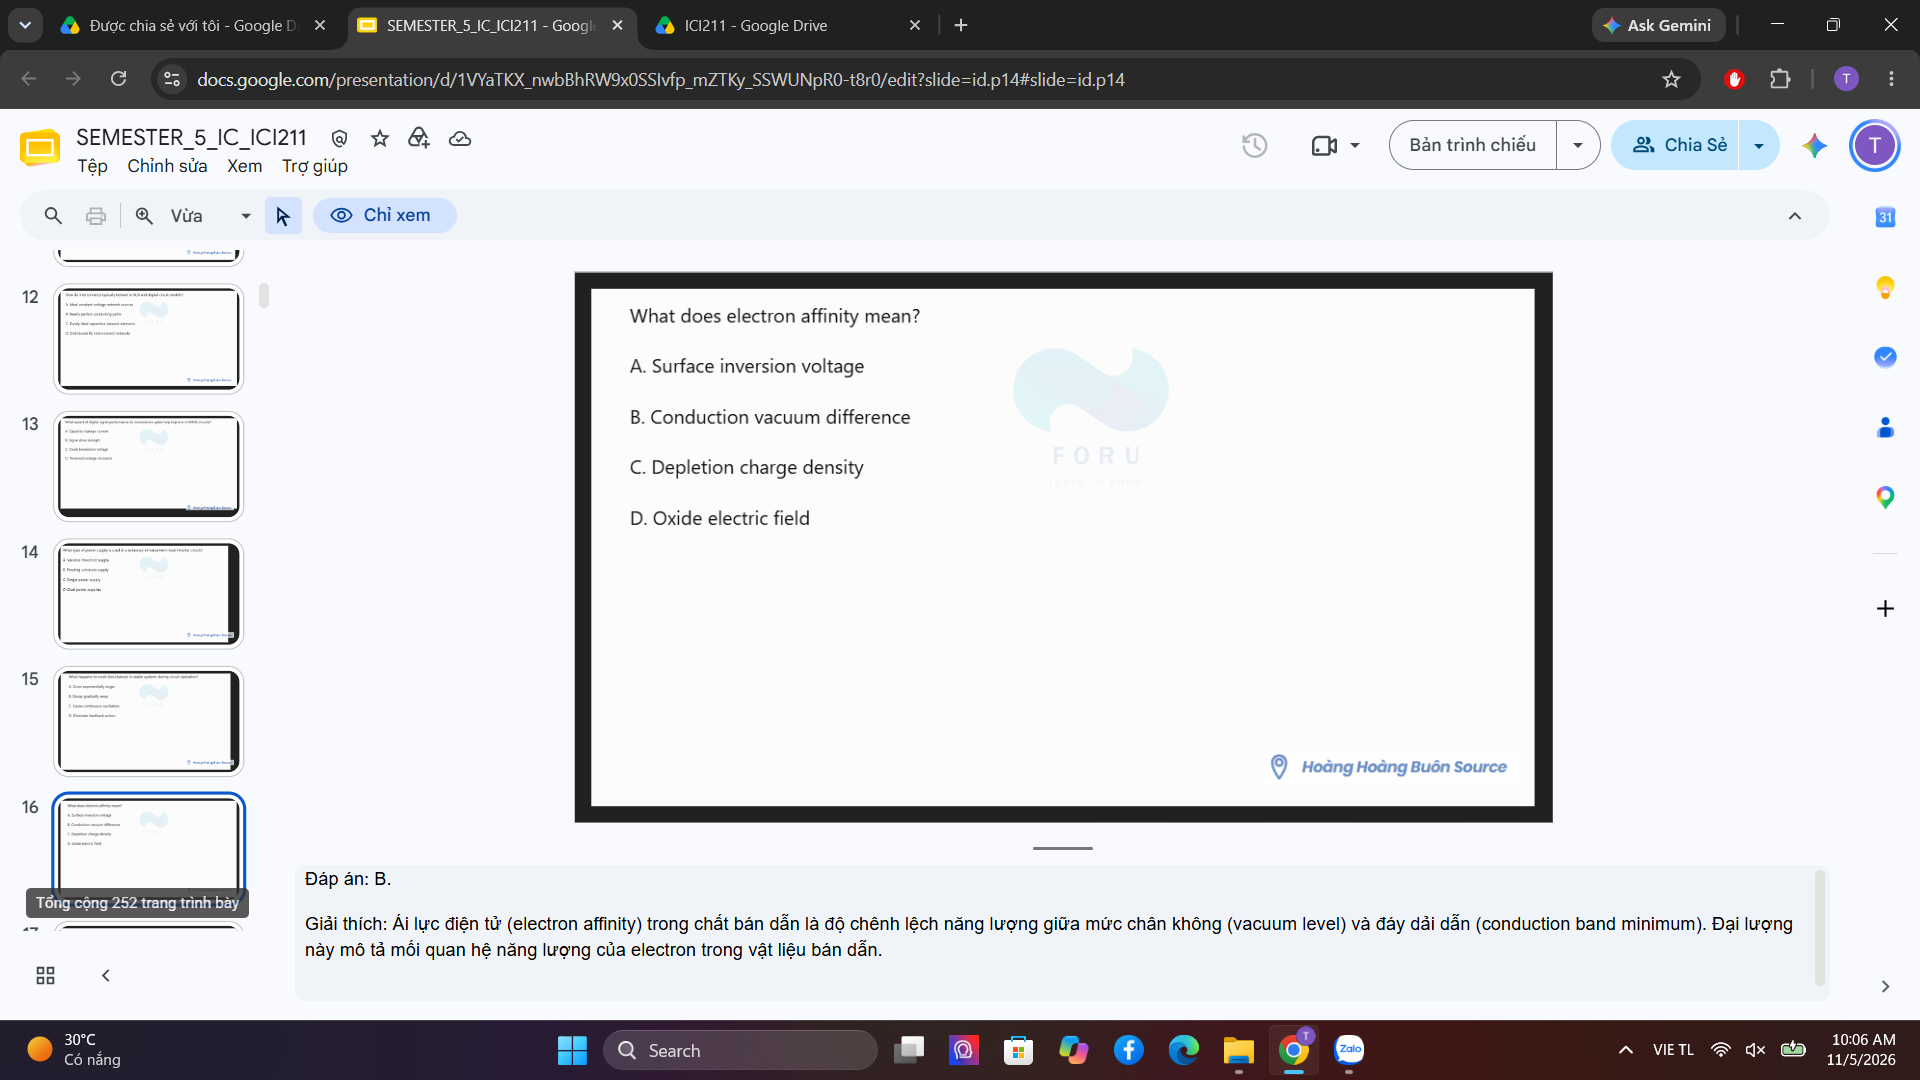 Được chia sẻ với tôi - Google D
SEMESTER_5_IC_ICI211 - Google
ICI211 - Google Drive
Ask Gemini
docs.google.com/presentation/d/1VYaTKX_nwbBhRW9x0SSIvfp_mZTKy_SSWUNpR0-t8r0/edit?slide=id.p14#slide=id.p14
T
SEMESTER_5_IC_ICI211
Tệp Chỉnh sửa Xem Trợ giúp
Bản trình chiếu
Chia Sẻ
T
Vừa
Chỉ xem
31
12
13
14
15
16
Tổng cộng 252 trang trình bày
What does electron affinity mean?
A. Surface inversion voltage
B. Conduction vacuum difference
C. Depletion charge density
D. Oxide electric field
FORU
Hoàng Hoàng Buôn Source
Đáp án: B.
Giải thích: Ái lực điện tử (electron affinity) trong chất bán dẫn là độ chênh lệch năng lượng giữa mức chân không (vacuum level) và đáy dải dẫn (conduction band minimum). Đại lượng
này mô tả mối quan hệ năng lượng của electron trong vật liệu bán dẫn.
30°C
Có nắng
Search
T
Zalo
VIE TL
10:06 AM
11/5/2026